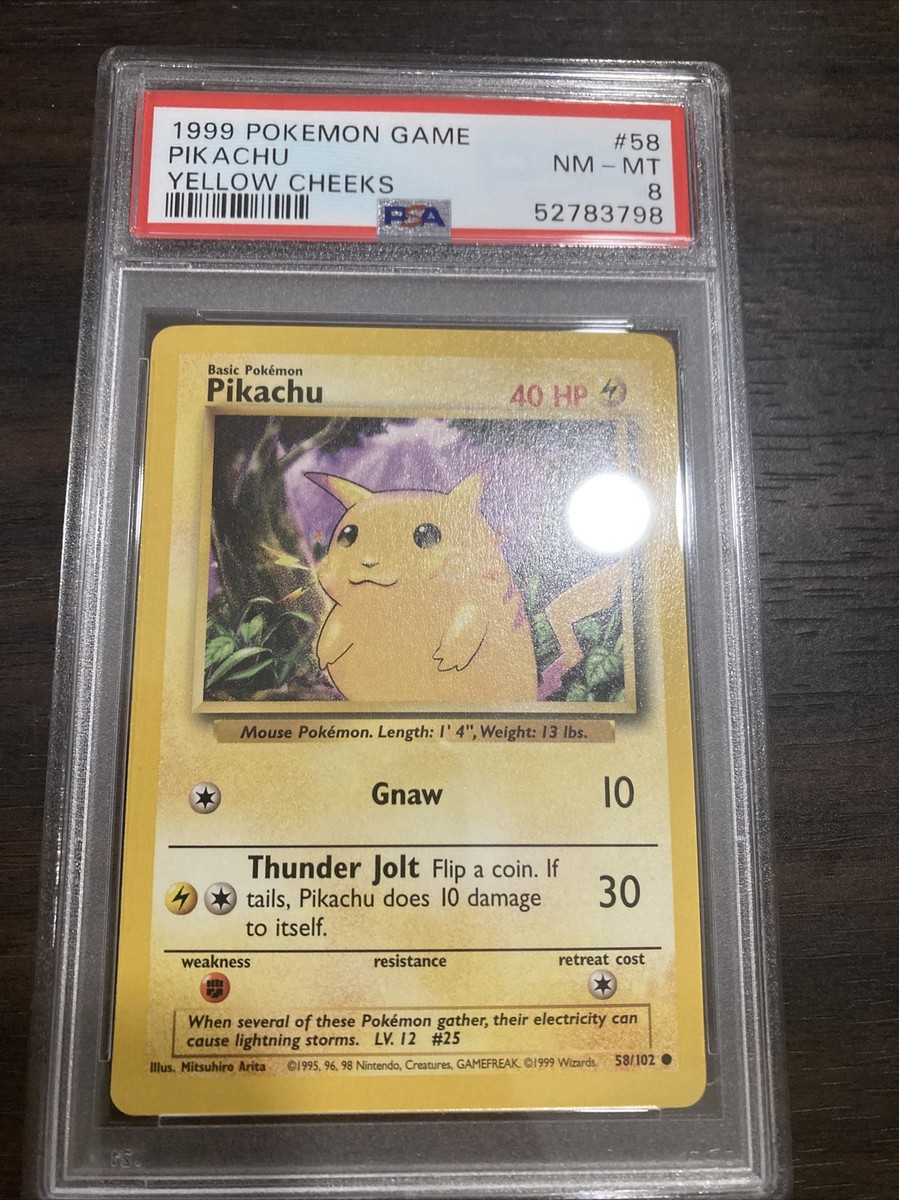 1999 POKEMON GAME #58
PIKACHU NM - MT
YELLOW CHEEKS 8
PSA 52783798
Basic Pokémon
Pikachu 40 HP
Mouse Pokémon. Length: 1' 4", Weight: 13 lbs.
Gnaw 10
Thunder Jolt Flip a coin. If
tails, Pikachu does 10 damage 30
to itself.
weakness resistance retreat cost
When several of these Pokémon gather, their electricity can
cause lightning storms. LV. 12 #25
Illus. Mitsuhiro Arita ©1995, 96, 98 Nintendo, Creatures, GAMEFREAK. ©1999 Wizards. 58/102